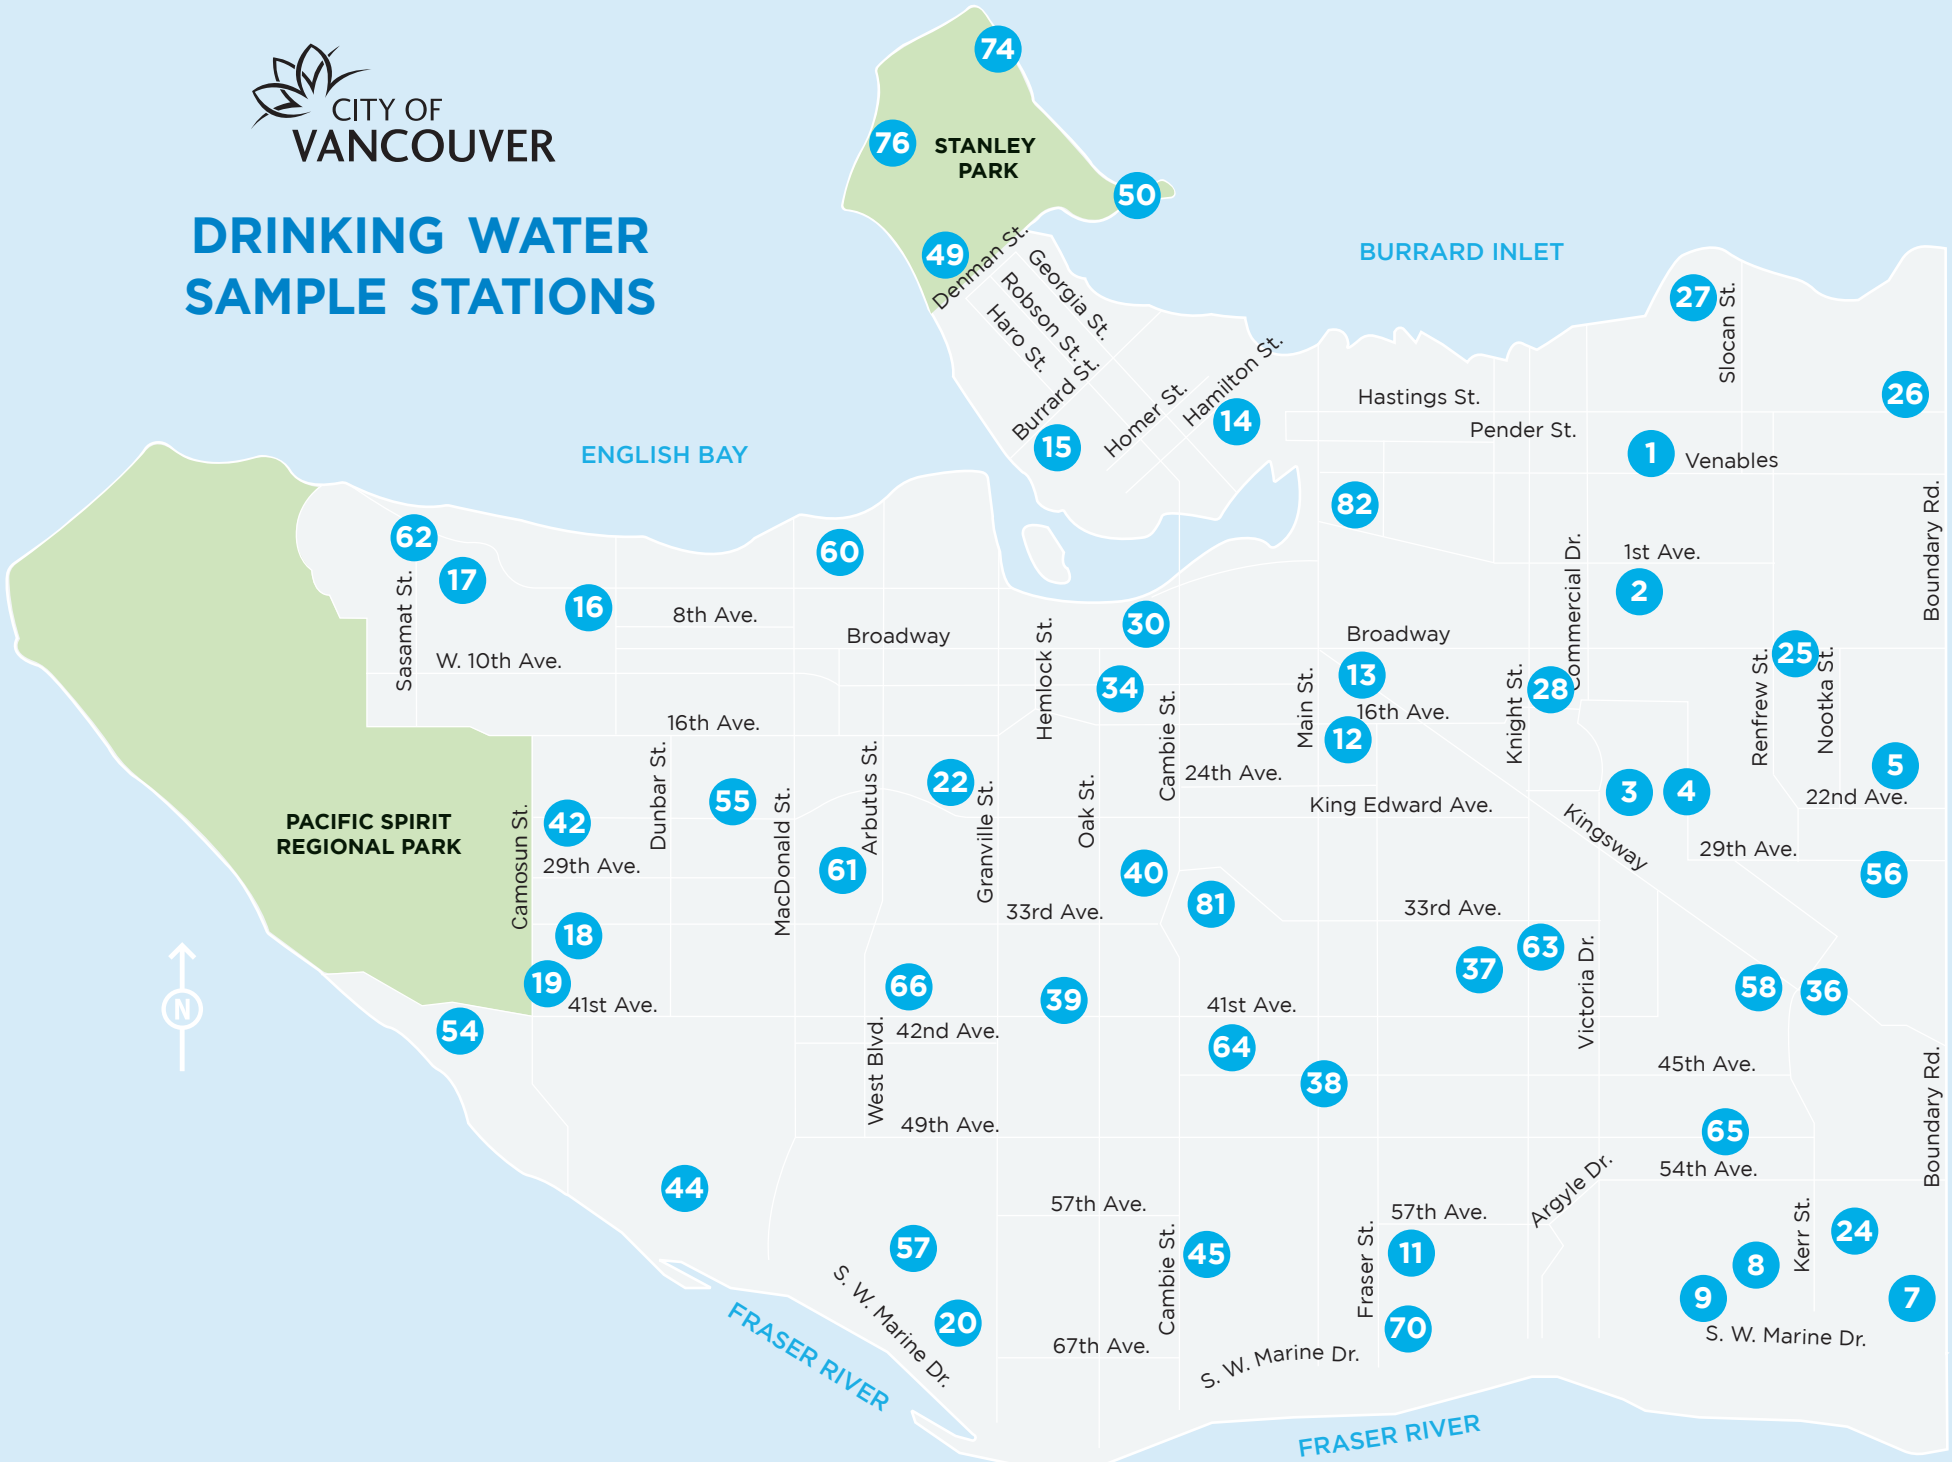 CITY OF
VANCOUVER
DRINKING WATER
SAMPLE STATIONS
74
76
STANLEY
PARK
50
49
Denman St.
Georgia St.
Robson St.
Haro St.
Burrard St.
Homer St.
Hamilton St.
15
14
BURRARD INLET
27
Slocan St.
26
Hastings St.
Pender St.
1
Venables
82
Boundary Rd.
ENGLISH BAY
62
17
16
60
Sasamat St.
8th Ave.
Broadway
W. 10th Ave.
16th Ave.
Hemlock St.
30
34
Cambie St.
1st Ave.
2
Commercial Dr.
Broadway
13
16th Ave.
12
Main St.
Knight St.
28
25
Renfrew St.
Nootka St.
5
22nd Ave.
24th Ave.
King Edward Ave.
3
4
Kingsway
29th Ave.
56
PACIFIC SPIRIT
REGIONAL PARK
Camosun St.
42
29th Ave.
Dunbar St.
55
MacDonald St.
Arbutus St.
61
22
Granville St.
Oak St.
40
81
33rd Ave.
33rd Ave.
18
19
41st Ave.
54
N
66
42nd Ave.
West Blvd.
39
41st Ave.
64
38
37
63
Victoria Dr.
58
36
45th Ave.
Boundary Rd.
49th Ave.
65
54th Ave.
44
57
20
S. W. Marine Dr.
57th Ave.
Cambie St.
45
67th Ave.
S. W. Marine Dr.
Fraser St.
57th Ave.
11
70
Argyle Dr.
Kerr St.
24
8
9
7
S. W. Marine Dr.
FRASER RIVER
FRASER RIVER